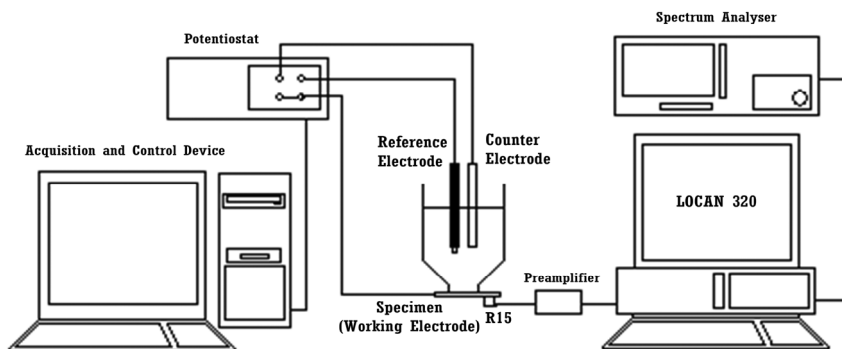 Spectrum Analyser
Potentiostat
Acquisition and Control Device
Reference
Electrode
Counter
Electrode
LOCAN 320
Preamplifier
Specimen
(Working Electrode)
R15